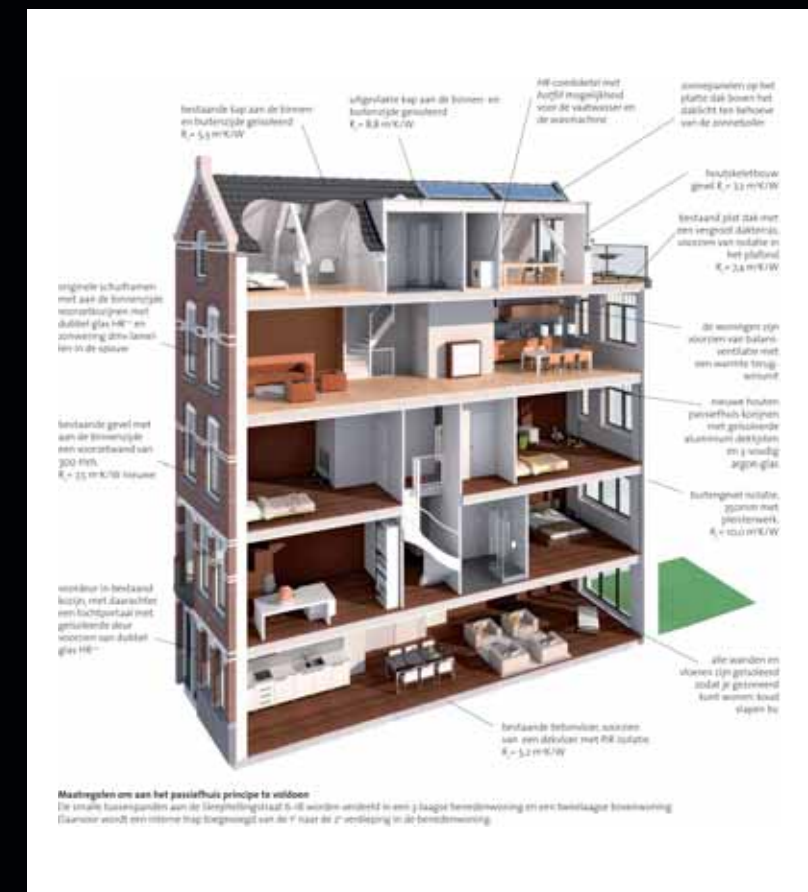 bestaande kap aan de binnen-
en buitenzijde geïsoleerd
R꜀= 5,5 m²K/W
uitgevlakte kap aan de binnen- en
buitenzijde geïsoleerd
R꜀= 8,8 m²K/W
HR-combiketel met
hotfill mogelijkheid
voor de vaatwasser en
de wasmachine
zonnepanelen op het
platte dak boven het
daklicht ten behoeve
van de zonneboiler
houtskeletbouw
gevel
bestaand plat dak met
een vergroot dakterras,
voorzien van isolatie in
het plafond
R꜀= 7,4 m²K/W
originele schuiframen
met aan de binnenzijde
voorzetkozijnen met
dubbel glas HR⁺⁺ en
zonwering dmv lamel-
len in de spouw
de woningen zijn
voorzien van balans-
ventilatie met
een warmte terug-
winunit
nieuwe houten
passiefhuis kozijnen
met geïsoleerde
aluminium deklijsten
en 3 voudig
argon-glas
bestaande gevel met
aan de binnenzijde
een voorzetwand van
300 mm,
R꜀= 7,5 m²K/W nieuwe
buitengevel isolatie,
350mm met
pleisterwerk,
R꜀= 10,0 m²K/W
voordeur in bestaand
kozijn, met daarachter
een tochtportaal met
geïsoleerde deur
voorzien van dubbel
glas HR⁺⁺
alle wanden en
vloeren zijn geïsoleerd
zodat je gezoneerd
kunt wonen: koud
slapen bv.
bestaande betonvloer, voorzien
van een dekvloer met PIR isolatie
R꜀= 5,2 m²K/W
Maatregelen om aan het passiefhuis principe te voldoen
De smalle tussenpanden aan de Sleephellingstraat 6-18 worden verdeeld in een 3 laagse benedenwoning en een tweelaagse bovenwoning
Daarvoor wordt een interne trap toegevoegd van de 1ᵉ naar de 2ᵉ verdieping in de benedenwoning.